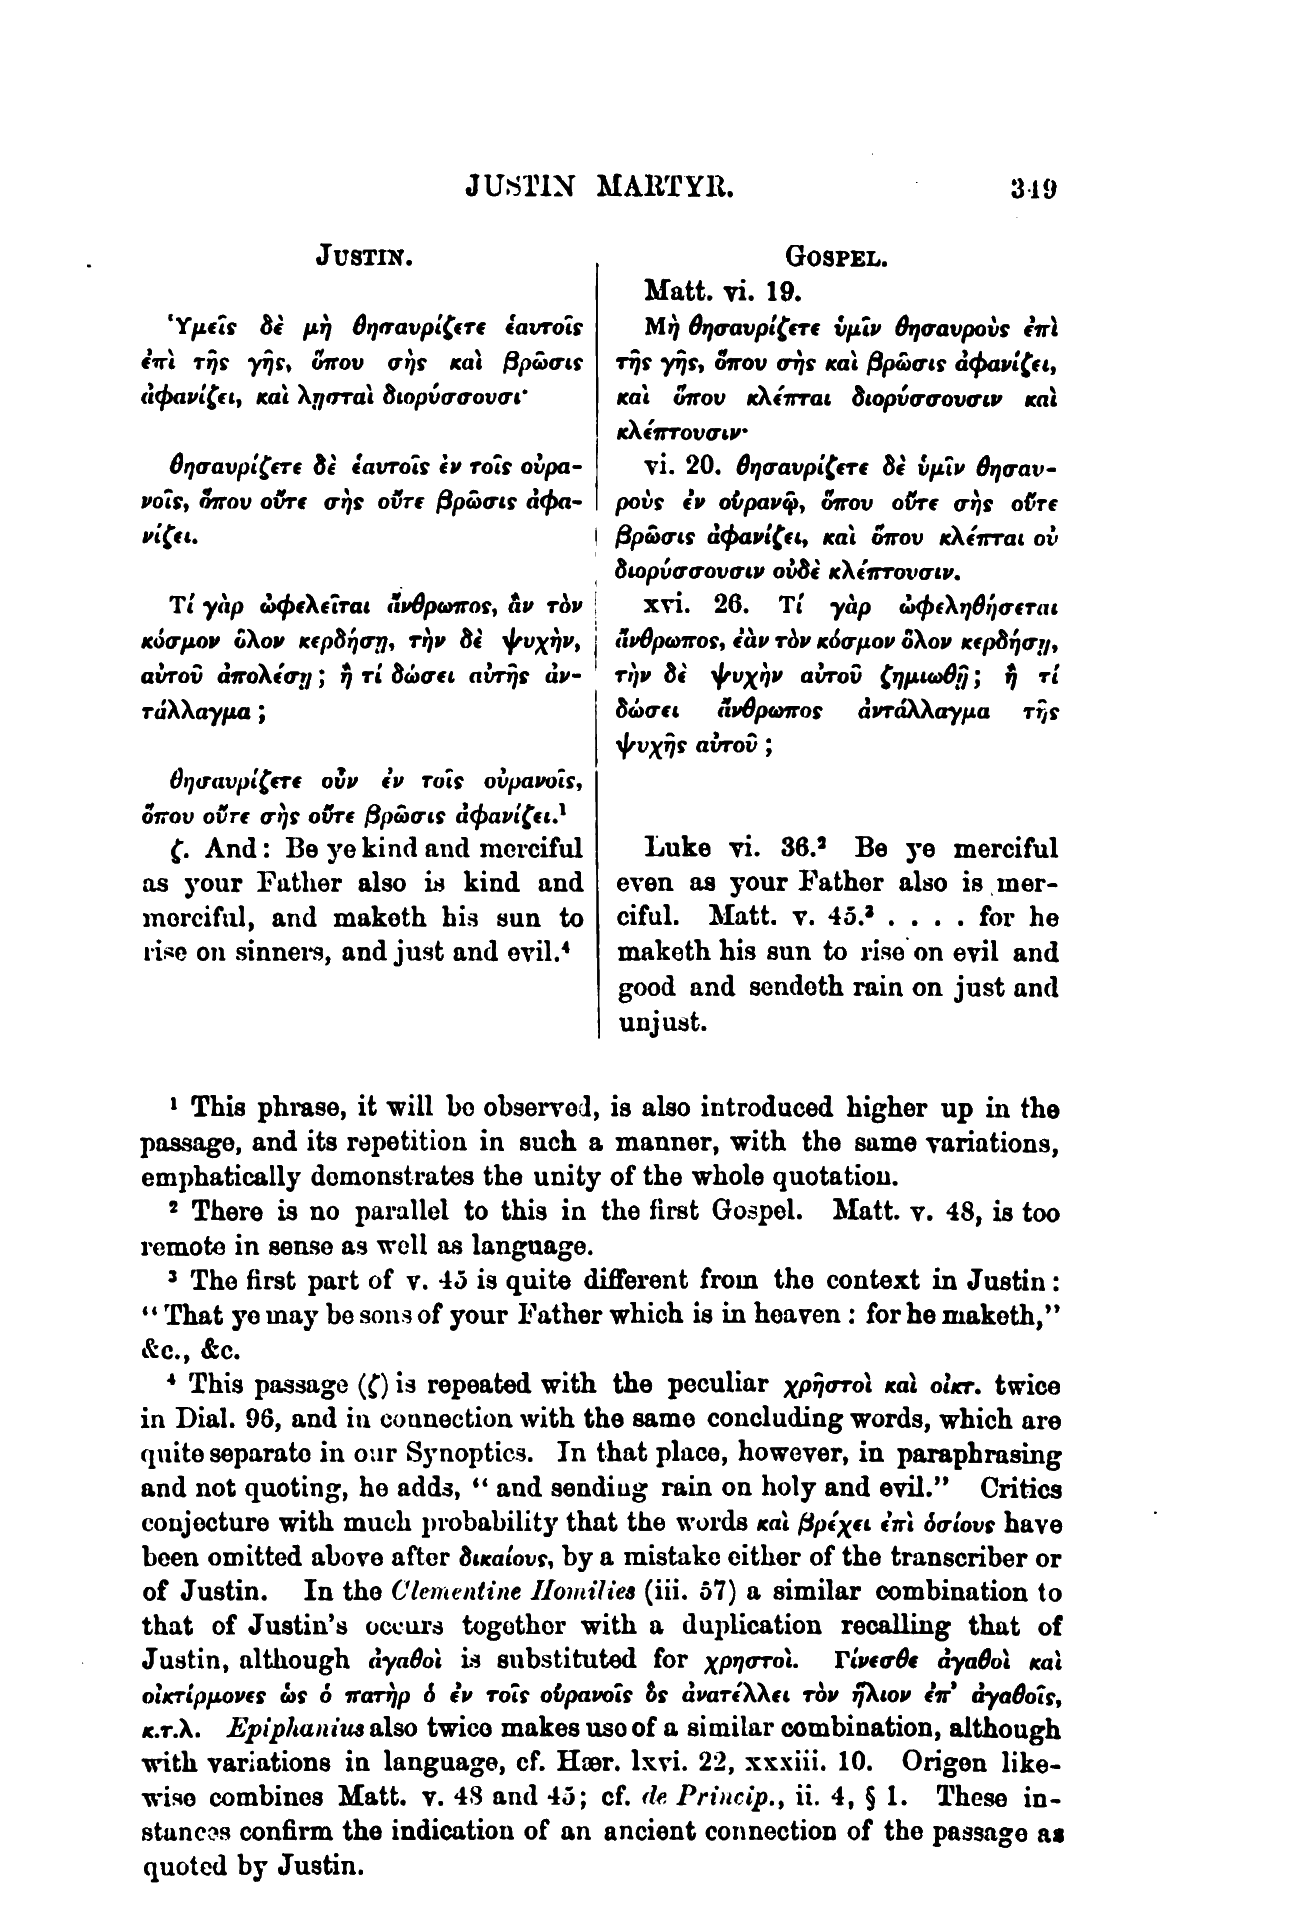 JUSTIN MARTYR. 349
JUSTIN.
Ὑμεῖς δὲ μὴ θησαυρίζετε ἑαυτοῖς
ἐπὶ τῆς γῆς, ὅπου σὴς καὶ βρῶσις
ἀφανίζει, καὶ λῃσταὶ διορύσσουσι·
θησαυρίζετε δὲ ἑαυτοῖς ἐν τοῖς οὐρα-
νοῖς, ὅπου οὔτε σὴς οὔτε βρῶσις ἀφα-
νίζει.
Τί γὰρ ὠφελεῖται ἄνθρωπος, ἂν τὸν
κόσμον ὅλον κερδήσῃ, τὴν δὲ ψυχὴν,
αὐτοῦ ἀπολέσῃ ; ἢ τί δώσει αὐτῆς ἀν-
τάλλαγμα ;
θησαυρίζετε οὖν ἐν τοῖς οὐρανοῖς,
ὅπου οὔτε σὴς οὔτε βρῶσις ἀφανίζει.¹
ζ. And : Be ye kind and merciful
as your Father also is kind and
merciful, and maketh his sun to
rise on sinners, and just and evil.⁴
GOSPEL.
Matt. vi. 19.
Μὴ θησαυρίζετε ὑμῖν θησαυροὺς ἐπὶ
τῆς γῆς, ὅπου σὴς καὶ βρῶσις ἀφανίζει,
καὶ ὅπου κλέπται διορύσσουσιν καὶ
κλέπτουσιν·
vi. 20. θησαυρίζετε δὲ ὑμῖν θησαυ-
ροὺς ἐν οὐρανῷ, ὅπου οὔτε σὴς οὔτε
βρῶσις ἀφανίζει, καὶ ὅπου κλέπται οὐ
διορύσσουσιν οὐδὲ κλέπτουσιν.
xvi. 26. Τί γὰρ ὠφεληθήσεται
ἄνθρωπος, ἐὰν τὸν κόσμον ὅλον κερδήσῃ,
τὴν δὲ ψυχὴν αὐτοῦ ζημιωθῇ ; ἢ τί
δώσει ἄνθρωπος ἀντάλλαγμα τῆς
ψυχῆς αὐτοῦ ;
Luke vi. 36.² Be ye merciful
even as your Father also is mer-
ciful. Matt. v. 45.³ . . . . for he
maketh his sun to rise on evil and
good and sendeth rain on just and
unjust.
¹ This phrase, it will be observed, is also introduced higher up in the
passage, and its repetition in such a manner, with the same variations,
emphatically demonstrates the unity of the whole quotation.
² There is no parallel to this in the first Gospel. Matt. v. 48, is too
remote in sense as well as language.
³ The first part of v. 45 is quite different from the context in Justin :
“ That ye may be sons of your Father which is in heaven : for he maketh,”
&c., &c.
⁴ This passage (ζ) is repeated with the peculiar χρῆστοὶ καὶ οἰκτ. twice
in Dial. 96, and in connection with the same concluding words, which are
quite separate in our Synoptics. In that place, however, in paraphrasing
and not quoting, he adds, “ and sending rain on holy and evil.” Critics
conjecture with much probability that the words καὶ βρέχει ἐπὶ ὁσίους have
been omitted above after δικαίους, by a mistake either of the transcriber or
of Justin. In the Clementine Homilies (iii. 57) a similar combination to
that of Justin's occurs together with a duplication recalling that of
Justin, although ἀγαθοὶ is substituted for χρηστοὶ. Γίνεσθε ἀγαθοὶ καὶ
οἰκτίρμονες ὡς ὁ πατὴρ ὁ ἐν τοῖς οὐρανοῖς ὃς ἀνατέλλει τὸν ἥλιον ἐπ' ἀγαθοῖς,
κ.τ.λ. Epiphanius also twice makes use of a similar combination, although
with variations in language, cf. Hær. lxvi. 22, xxxiii. 10. Origen like-
wise combines Matt. v. 48 and 45; cf. de Princip., ii. 4, § 1. These in-
stances confirm the indication of an ancient connection of the passage as
quoted by Justin.